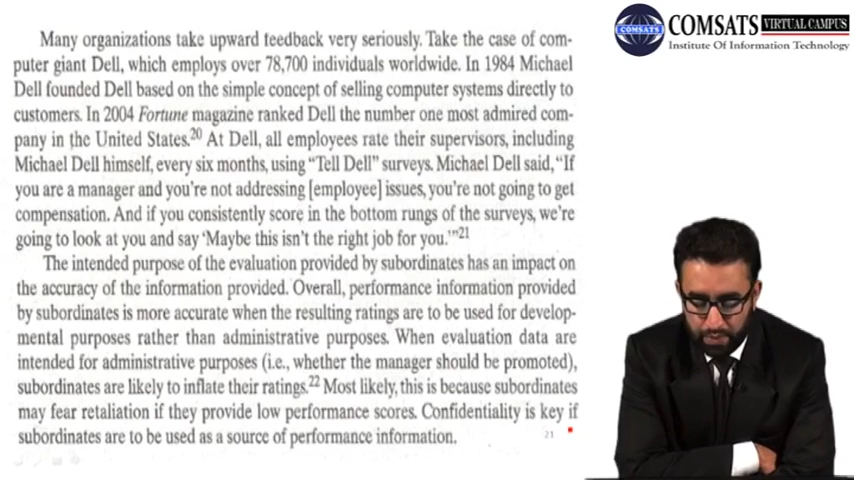 COMSATS VIRTUAL CAMPUS
COMSATS
Institute Of Information Technology
Many organizations take upward feedback very seriously. Take the case of com-
puter giant Dell, which employs over 78,700 individuals worldwide. In 1984 Michael
Dell founded Dell based on the simple concept of selling computer systems directly to
customers. In 2004 Fortune magazine ranked Dell the number one most admired com-
pany in the United States.20 At Dell, all employees rate their supervisors, including
Michael Dell himself, every six months, using “Tell Dell” surveys. Michael Dell said, “If
you are a manager and you're not addressing [employee] issues, you're not going to get
compensation. And if you consistently score in the bottom rungs of the surveys, we're
going to look at you and say ‘Maybe this isn't the right job for you.’”21
The intended purpose of the evaluation provided by subordinates has an impact on
the accuracy of the information provided. Overall, performance information provided
by subordinates is more accurate when the resulting ratings are to be used for develop-
mental purposes rather than administrative purposes. When evaluation data are
intended for administrative purposes (i.e., whether the manager should be promoted),
subordinates are likely to inflate their ratings.22 Most likely, this is because subordinates
may fear retaliation if they provide low performance scores. Confidentiality is key if
subordinates are to be used as a source of performance information.
21